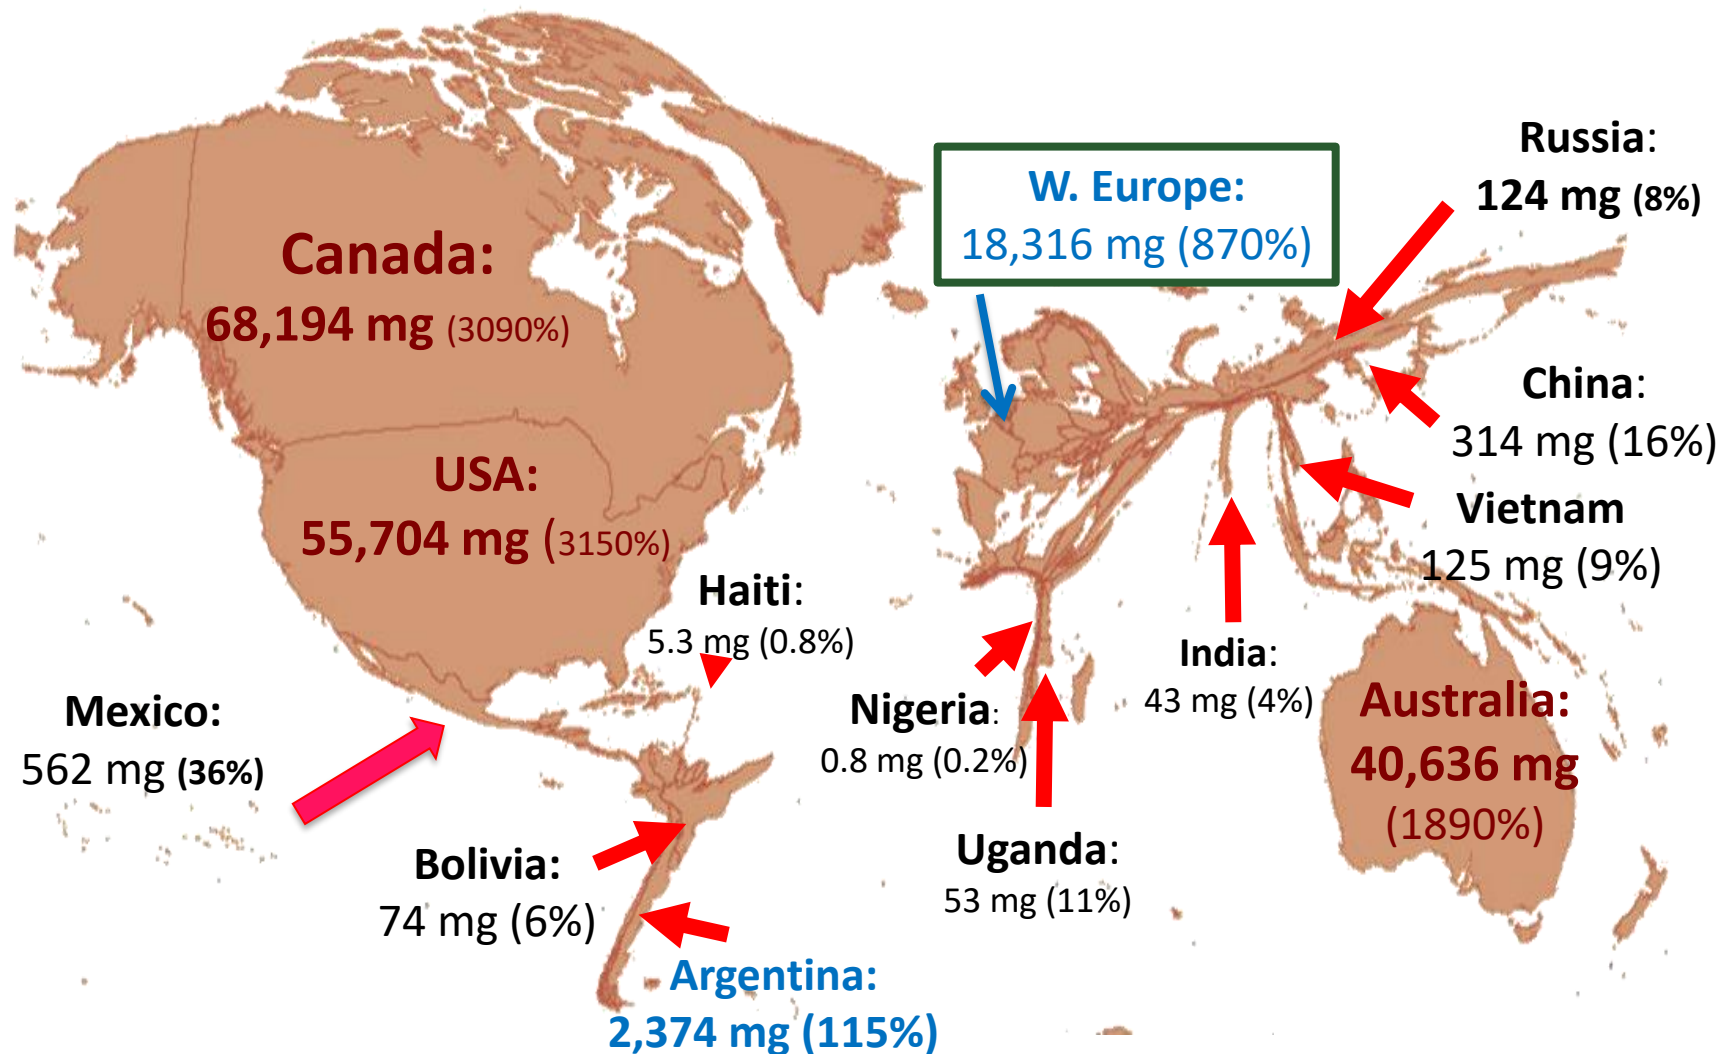 Canada:
68,194 mg (3090%)
USA:
55,704 mg (3150%)
Haiti:
5.3 mg (0.8%)
Mexico:
562 mg (36%)
Bolivia:
74 mg (6%)
Argentina:
2,374 mg (115%)
W. Europe:
18,316 mg (870%)
Russia:
124 mg (8%)
China:
314 mg (16%)
Vietnam
125 mg (9%)
India:
43 mg (4%)
Nigeria:
0.8 mg (0.2%)
Uganda:
53 mg (11%)
Australia:
40,636 mg
(1890%)